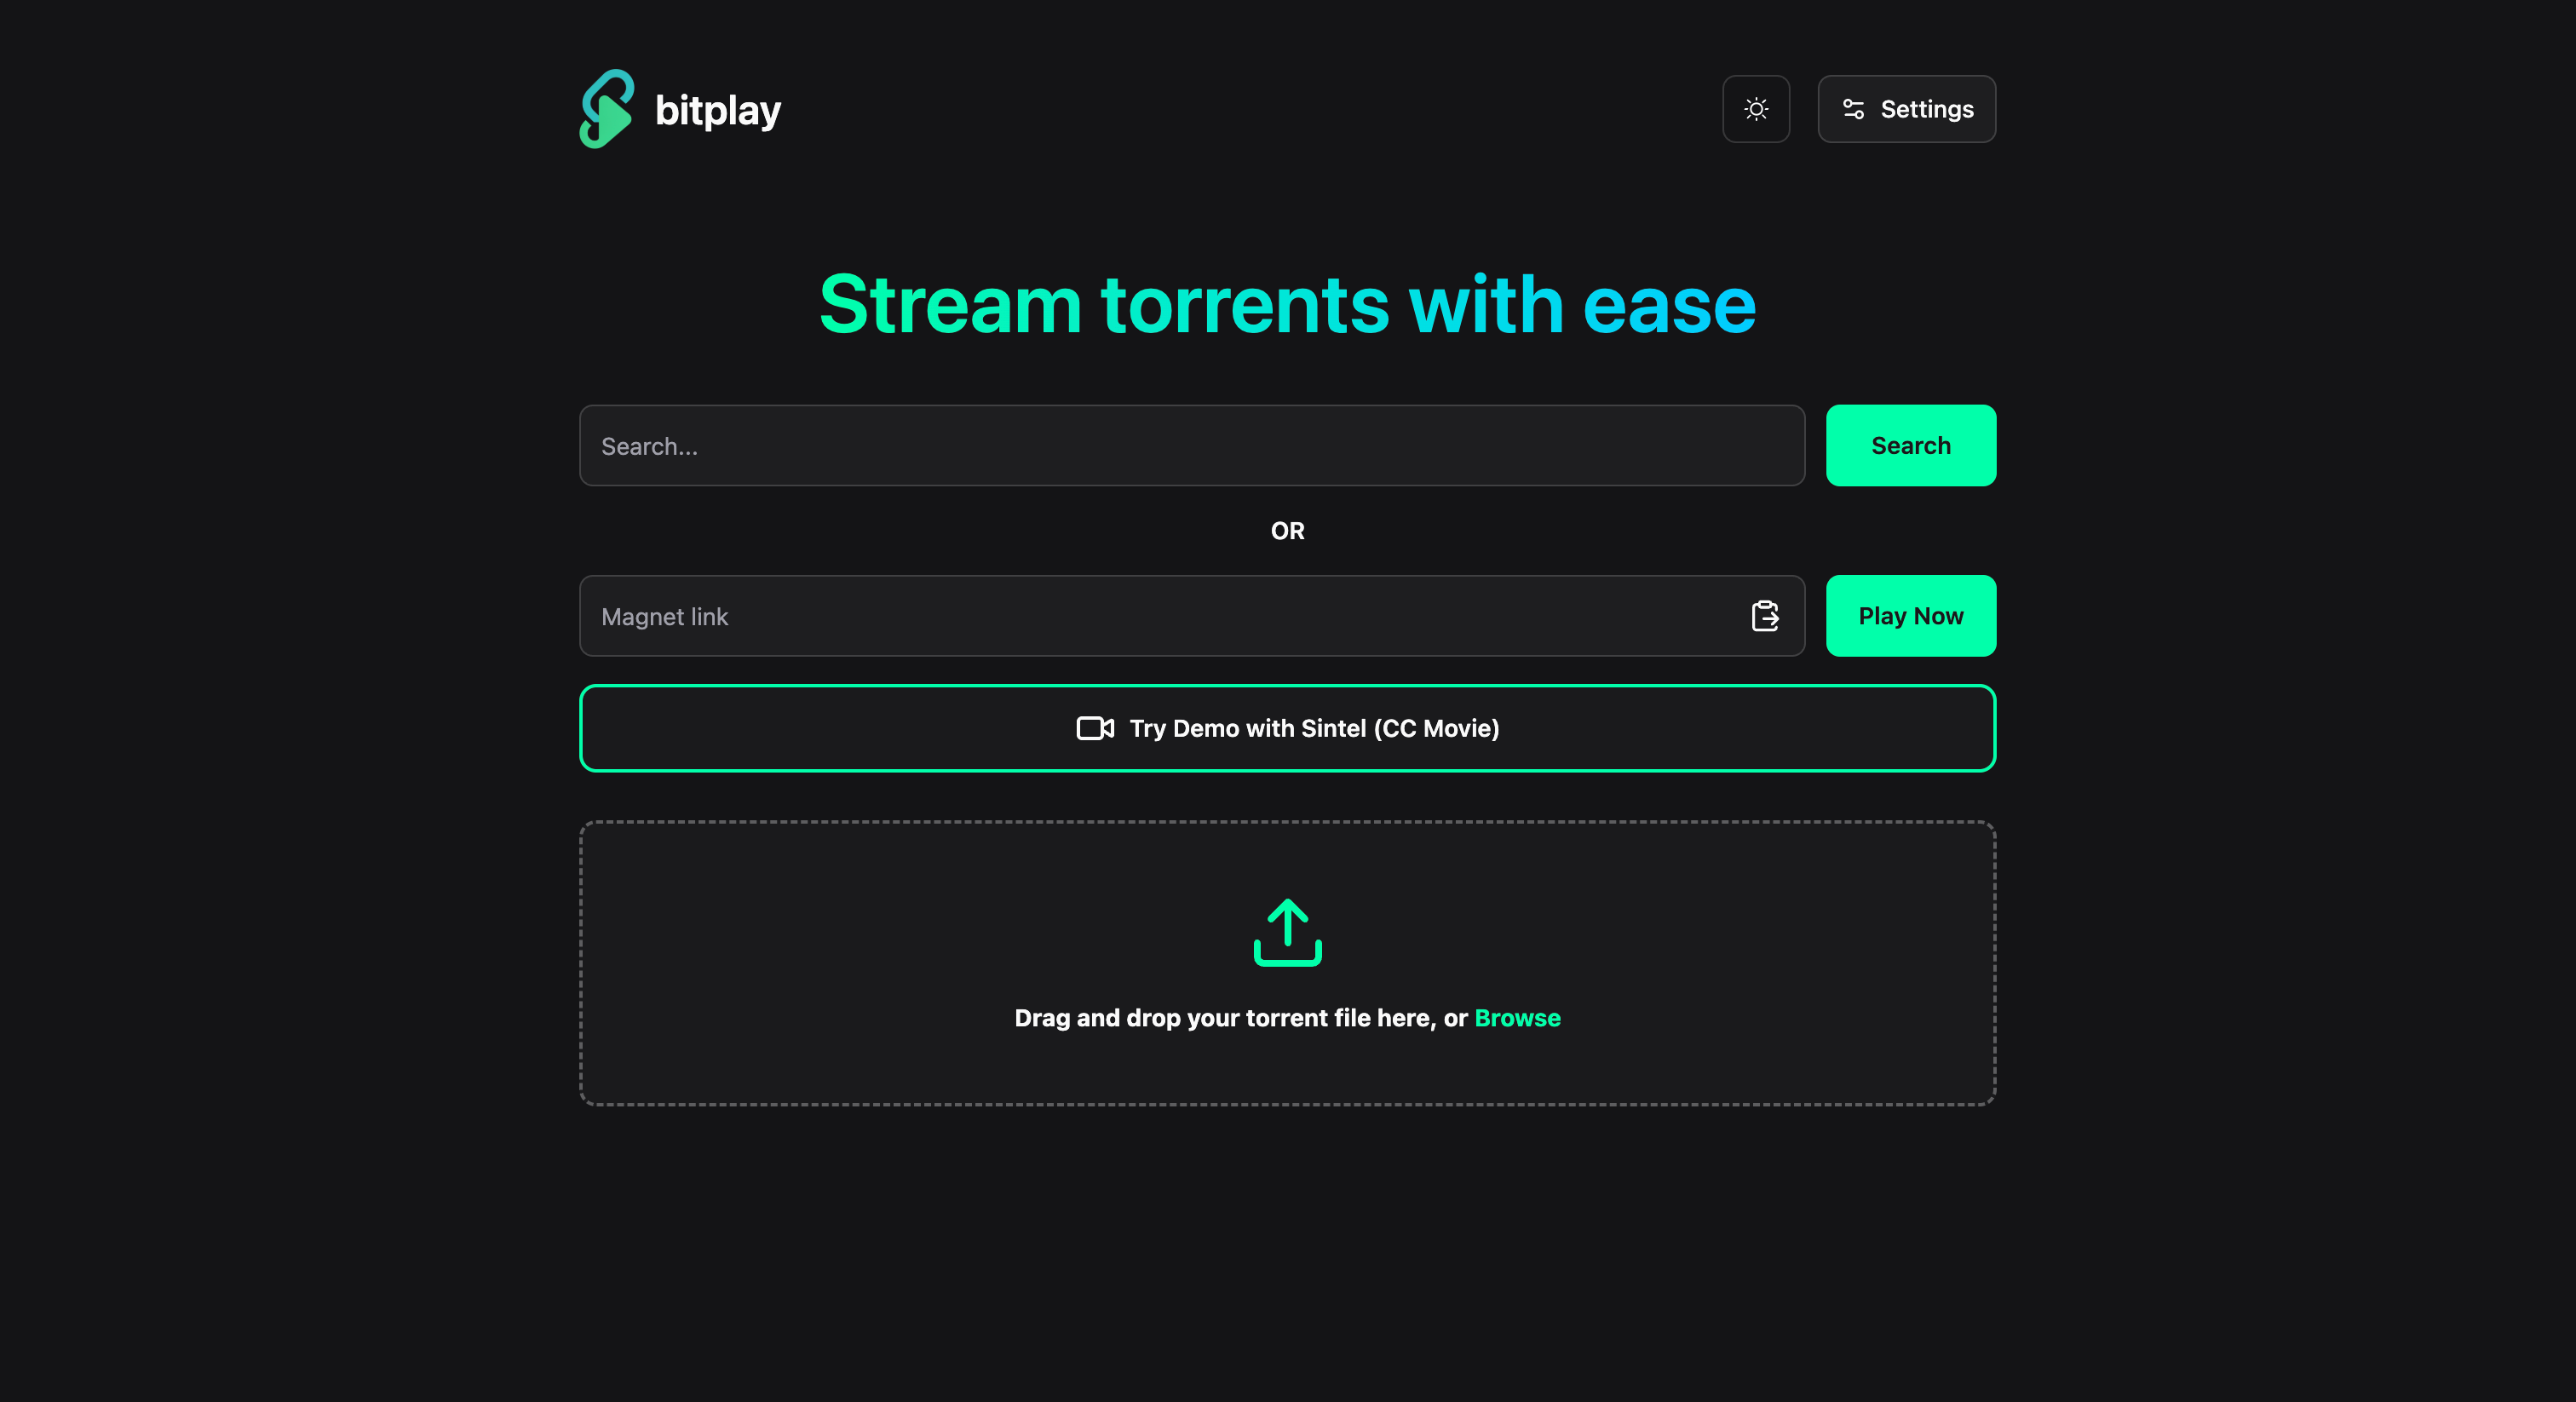 bitplay
Settings
Stream torrents with ease
Search...
Search
OR
Magnet link
Play Now
Try Demo with Sintel (CC Movie)
Drag and drop your torrent file here, or Browse